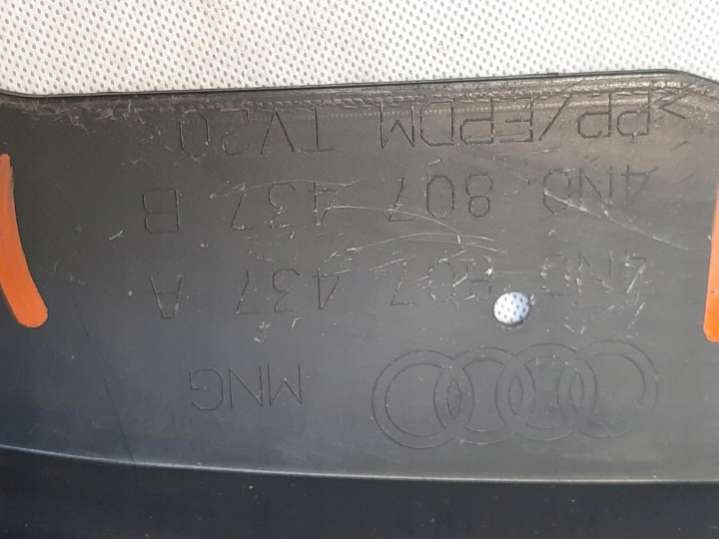 MNG
4N0 807 437 A
4N0 807 437 B
>PP/EPDM TV20